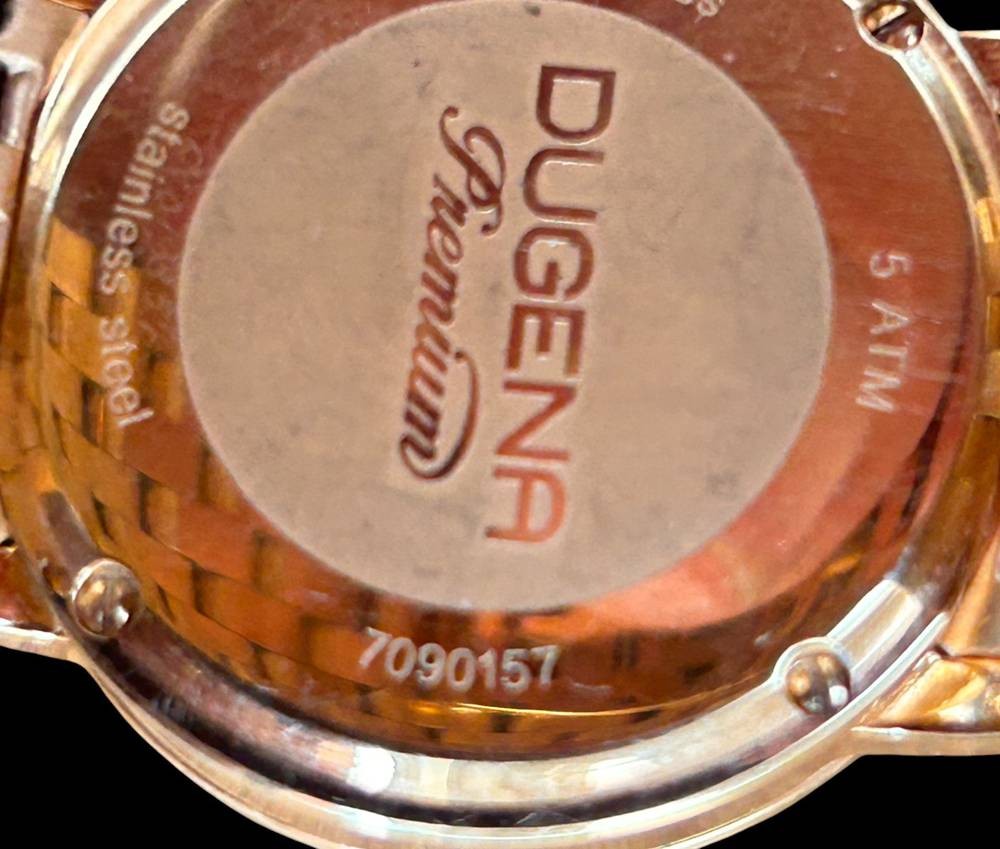 DUGENA
Premium
5 ATM
7090157
stainless steel